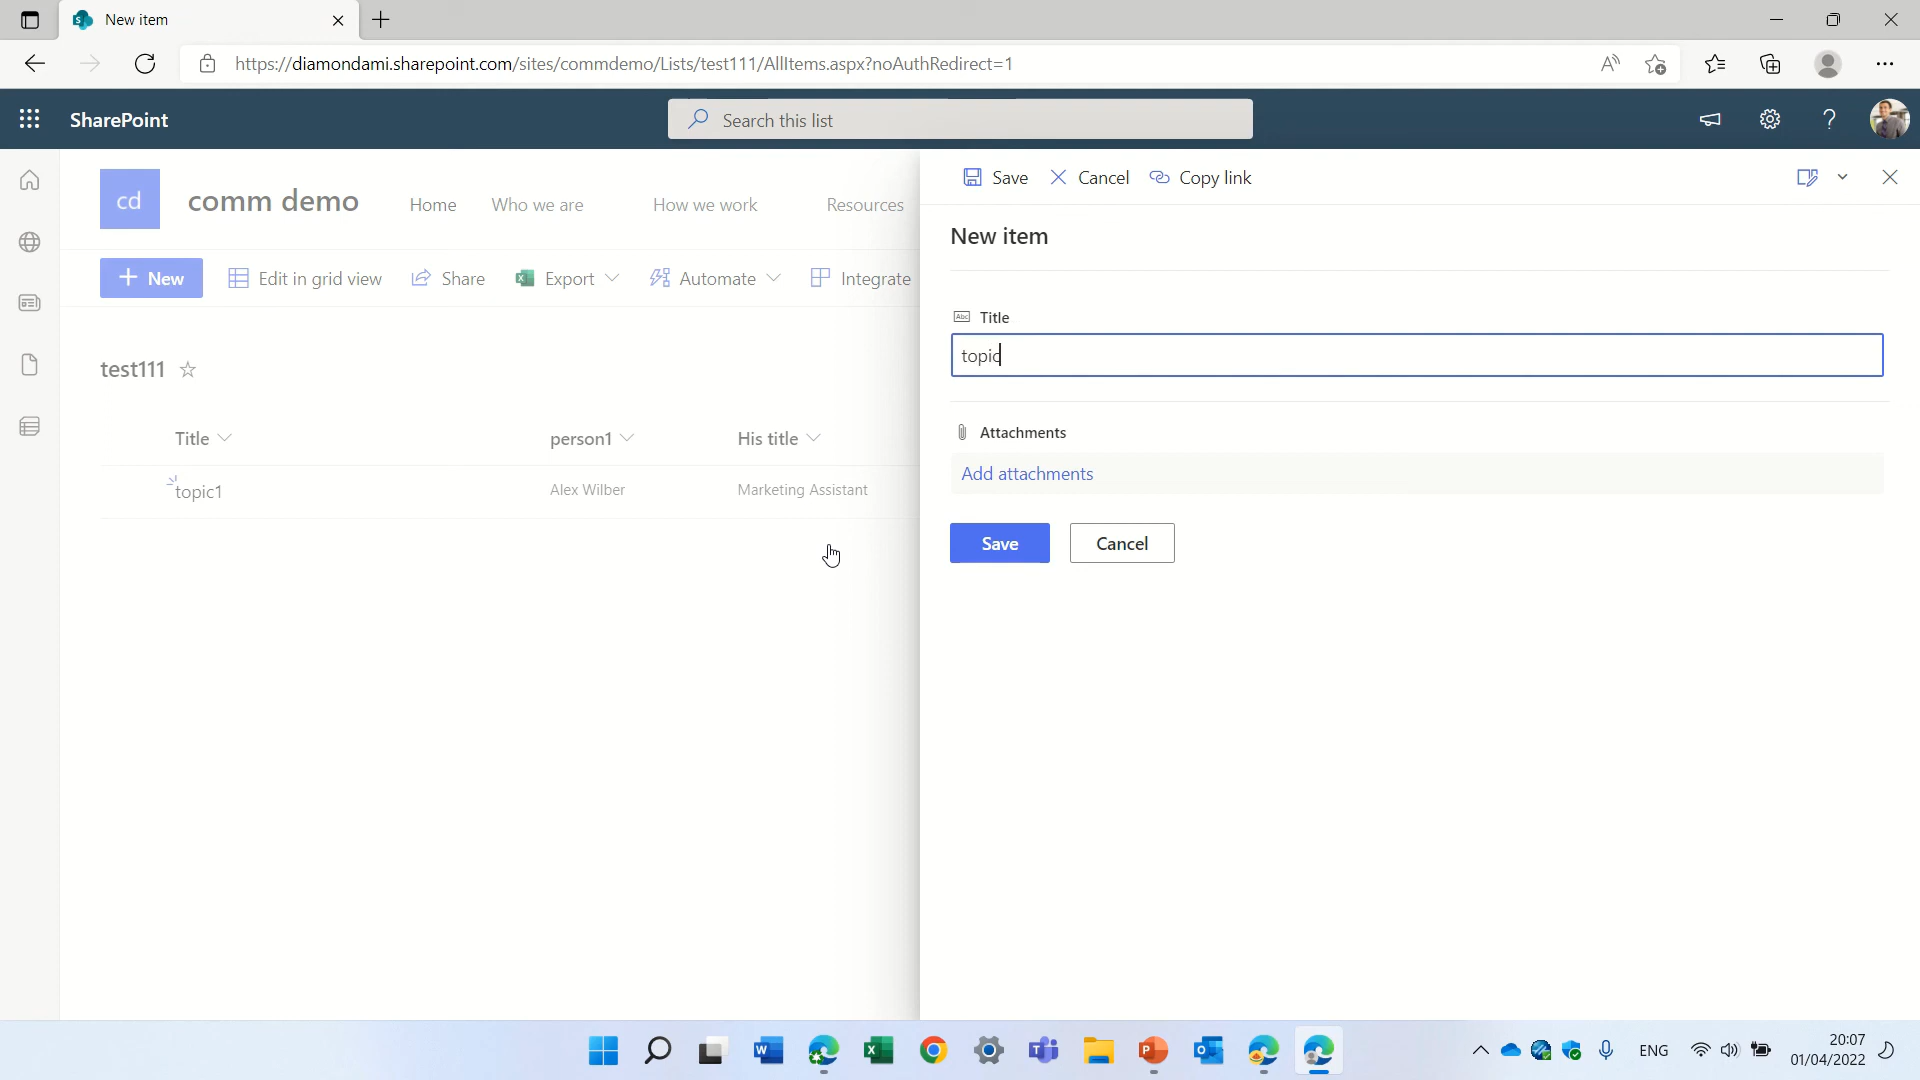 New item
https://diamondami.sharepoint.com/sites/commdemo/Lists/test111/AllItems.aspx?noAuthRedirect=1
SharePoint
Search this list
cd
comm demo
Home
Who we are
How we work
Resources
New
Edit in grid view
Share
Export
Automate
Integrate
test111
Title
person1
His title
topic1
Alex Wilber
Marketing Assistant
Save
Cancel
Copy link
New item
Title
topic
Attachments
Add attachments
Save
Cancel
ENG
20:07
01/04/2022